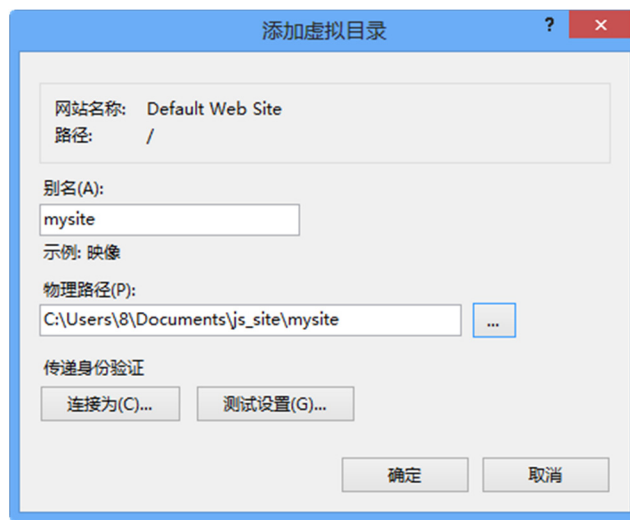 添加虚拟目录
?
网站名称: Default Web Site
路径: /
别名(A):
mysite
示例: 映像
物理路径(P):
C:\Users\8\Documents\js_site\mysite
...
传递身份验证
连接为(C)... 测试设置(G)...
确定 取消